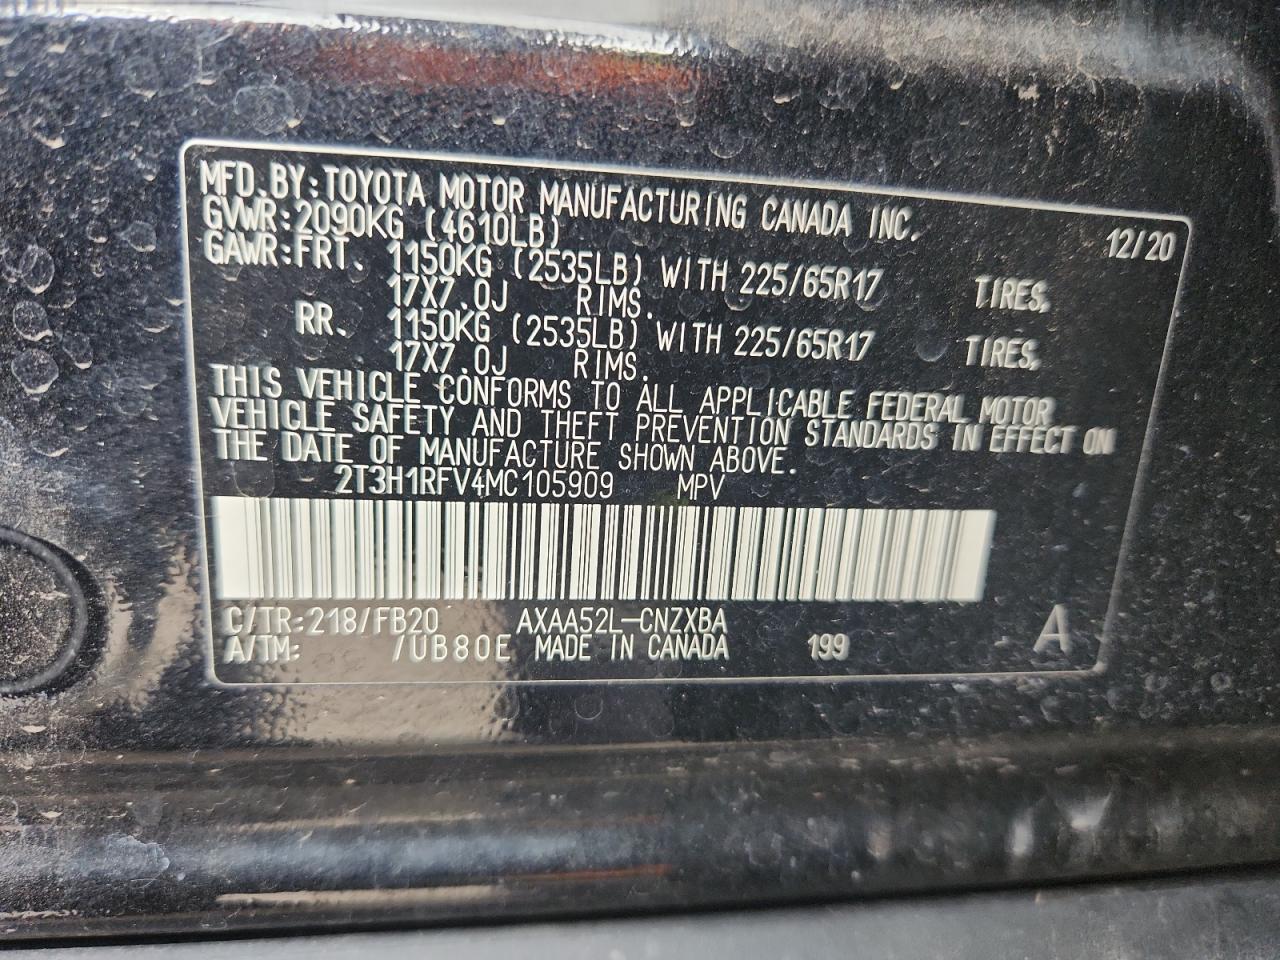 MFD.BY:TOYOTA MOTOR MANUFACTURING CANADA INC. 12/20
GVWR:2090KG (4610LB)
GAWR:FRT. 1150KG (2535LB) WITH 225/65R17 TIRES,
17X7.0J RIMS.
RR. 1150KG (2535LB) WITH 225/65R17 TIRES,
17X7.0J RIMS.
THIS VEHICLE CONFORMS TO ALL APPLICABLE FEDERAL MOTOR
VEHICLE SAFETY AND THEFT PREVENTION STANDARDS IN EFFECT ON
THE DATE OF MANUFACTURE SHOWN ABOVE.
2T3H1RFV4MC105909 MPV
C/TR:218/FB20 AXAA52L-CNZXBA
A/TM: /UB80E MADE IN CANADA 199 A